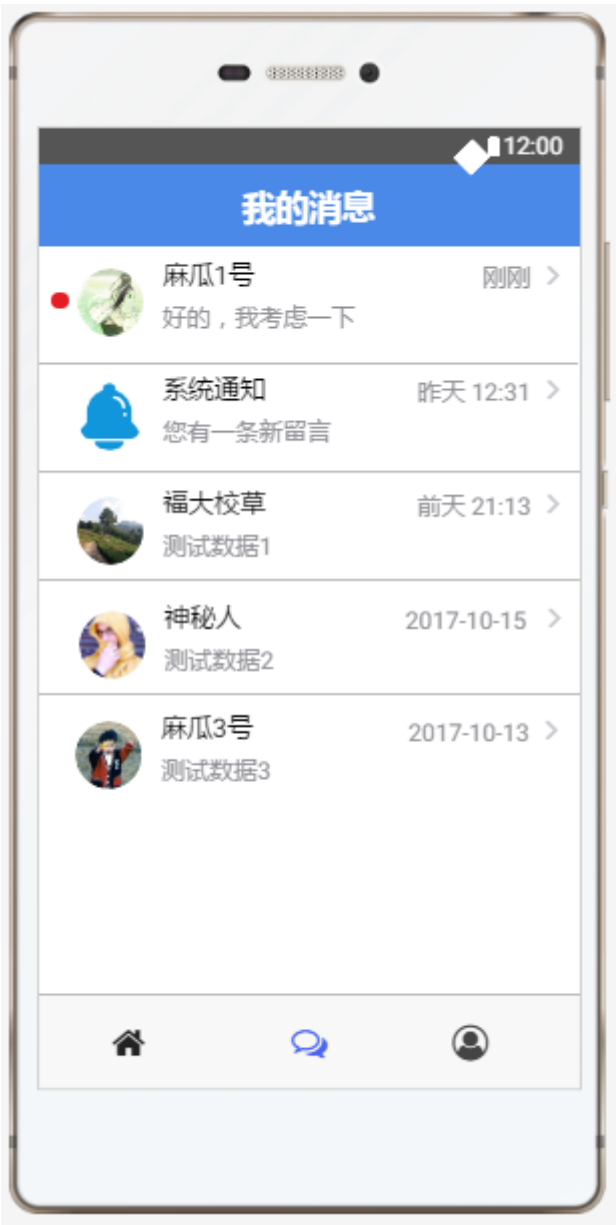 12:00
我的消息
麻瓜1号 刚刚
好的，我考虑一下
系统通知 昨天 12:31
您有一条新留言
福大校草 前天 21:13
测试数据1
神秘人 2017-10-15
测试数据2
麻瓜3号 2017-10-13
测试数据3